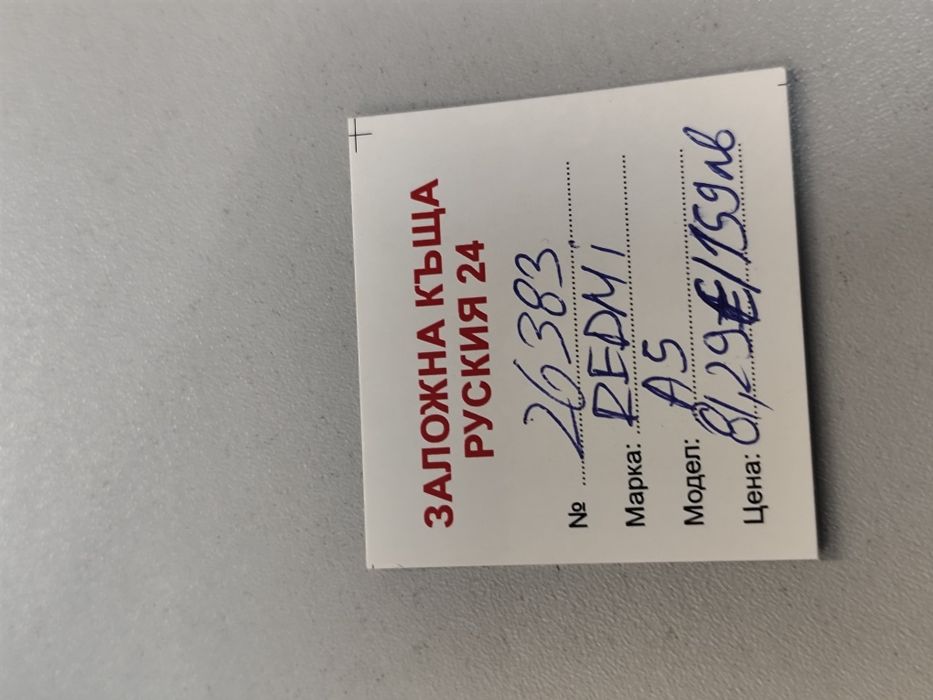 ЗАЛОЖНА КЪЩА
РУСКИЯ 24
№ 26383
Марка: REDMi
Модел: A5
Цена: 81,29€/159лв